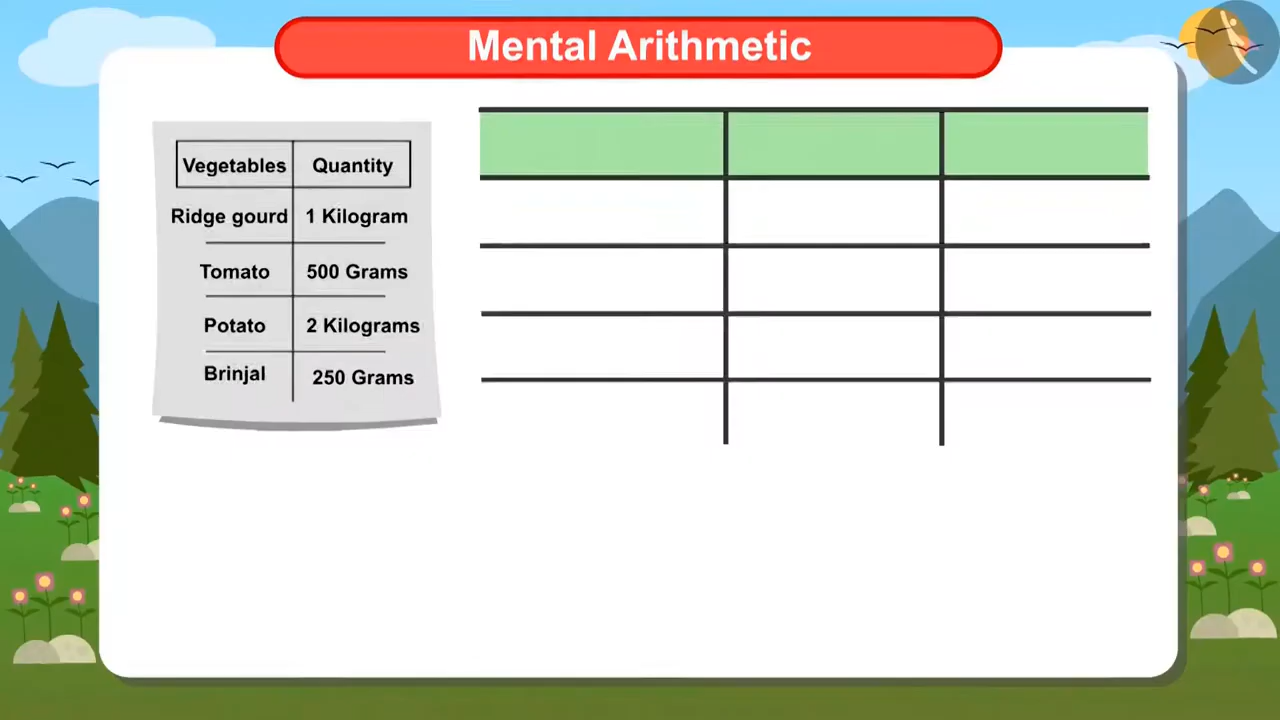 Mental Arithmetic
Vegetables Quantity
Ridge gourd 1 Kilogram
Tomato 500 Grams
Potato 2 Kilograms
Brinjal 250 Grams